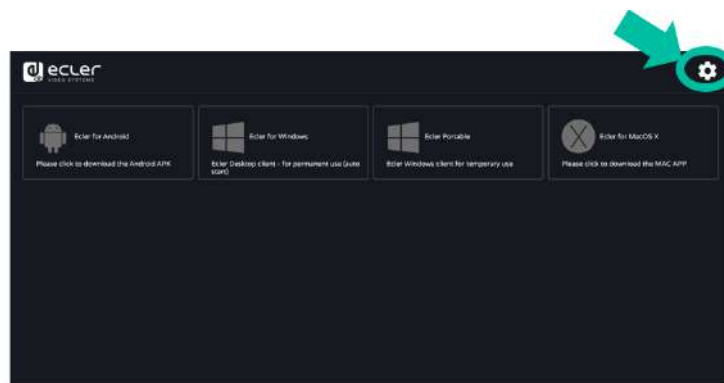 ecler
VIDEO SYSTEMS
Ecler for Android
Please click to download the Android APK
Ecler for Windows
Ecler Desktop client - for permanent use (auto
start)
Ecler Portable
Ecler Windows client for temporary use
Ecler for MacOS X
Please click to download the MAC APP